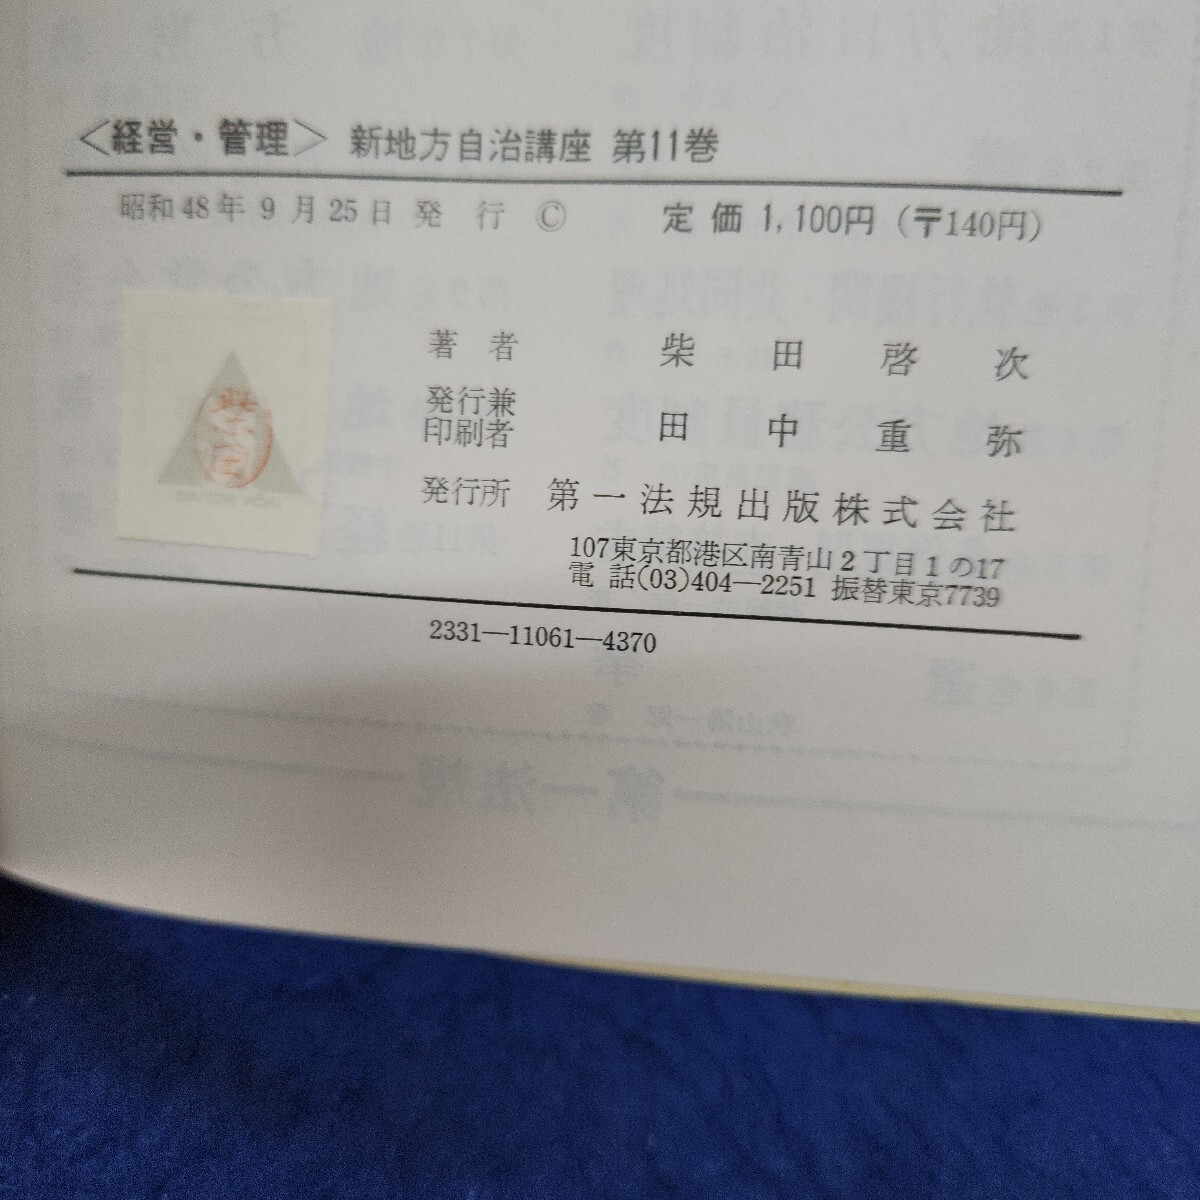 〈経営・管理〉 新地方自治講座 第11巻
昭和48年9月25日 発 行 © 定 価 1,100円 (〒140円)
柴田
著 者 柴 田 啓 次
発行兼
印刷者 田 中 重 弥
発行所 第一法規出版株式会社
107東京都港区南青山2丁目1の17
電 話(03)404―2251 振替東京7739
2331―11061―4370